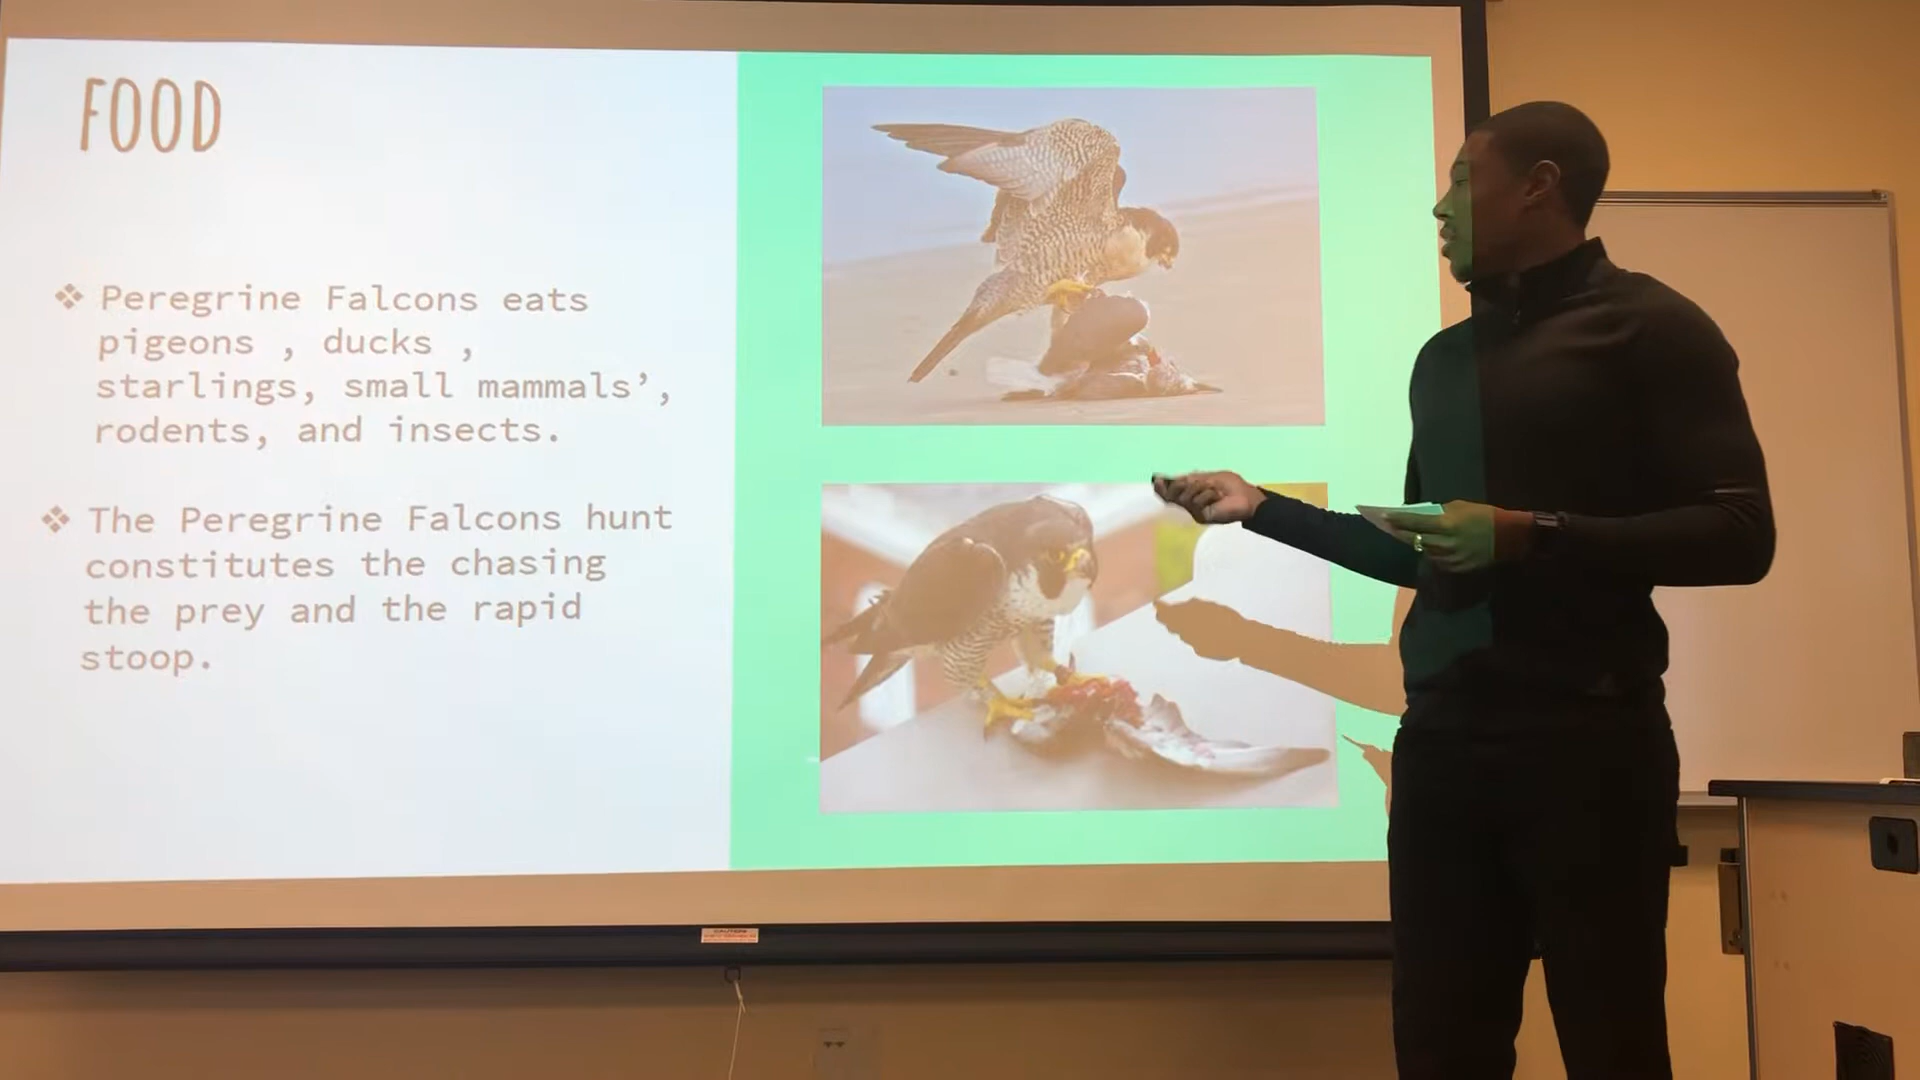 FOOD
❖ Peregrine Falcons eats
pigeons , ducks ,
starlings, small mammals’,
rodents, and insects.
❖ The Peregrine Falcons hunt
constitutes the chasing
the prey and the rapid
stoop.
CAUTION